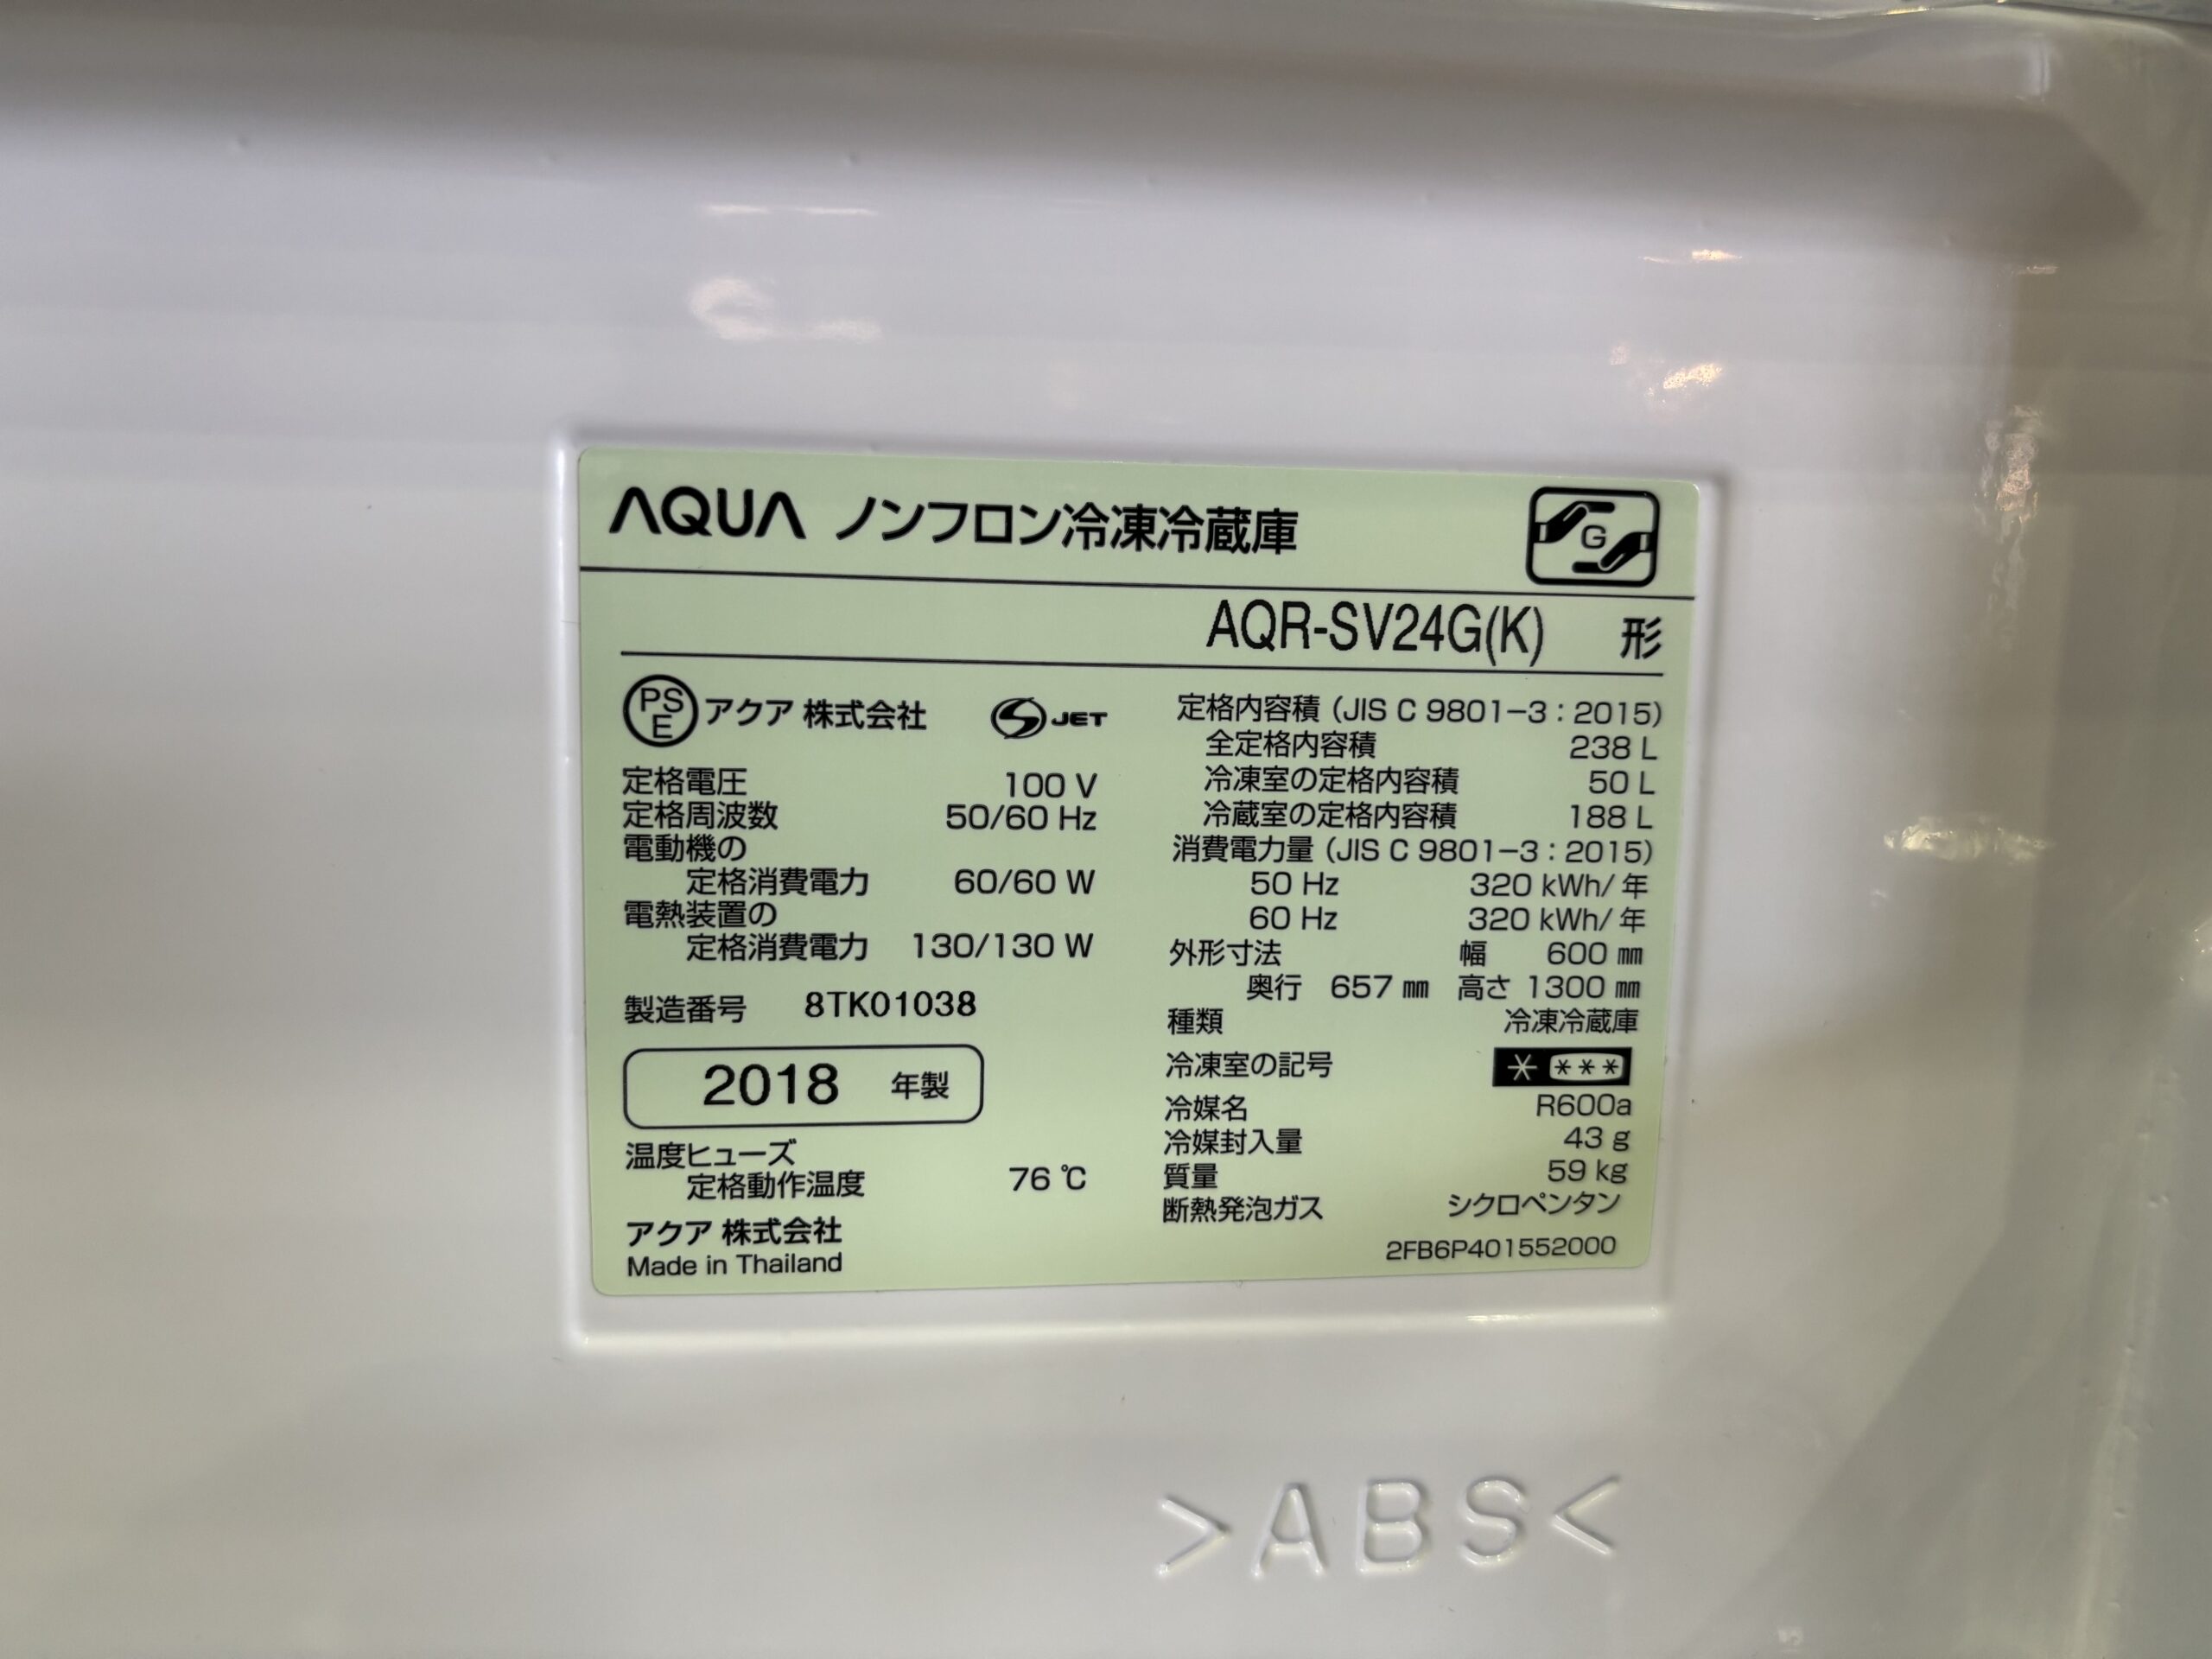 AQUA ノンフロン冷凍冷蔵庫
G
AQR-SV24G(K) 形
PS
E
アクア 株式会社 S JET
定格電圧 100 V
定格周波数 50/60 Hz
電動機の
定格消費電力 60/60 W
電熱装置の
定格消費電力 130/130 W
製造番号 8TK01038
2018 年製
温度ヒューズ
定格動作温度 76 ℃
アクア 株式会社
Made in Thailand
定格内容積 (JIS C 9801-3 : 2015)
全定格内容積 238 L
冷凍室の定格内容積 50 L
冷蔵室の定格内容積 188 L
消費電力量 (JIS C 9801-3 : 2015)
50 Hz 320 kWh/年
60 Hz 320 kWh/年
外形寸法 幅 600 ㎜
奥行 657 ㎜ 高さ 1300 ㎜
種類 冷凍冷蔵庫
冷凍室の記号 * ***
冷媒名 R600a
冷媒封入量 43 g
質量 59 kg
断熱発泡ガス シクロペンタン
2FB6P401552000
>ABS<